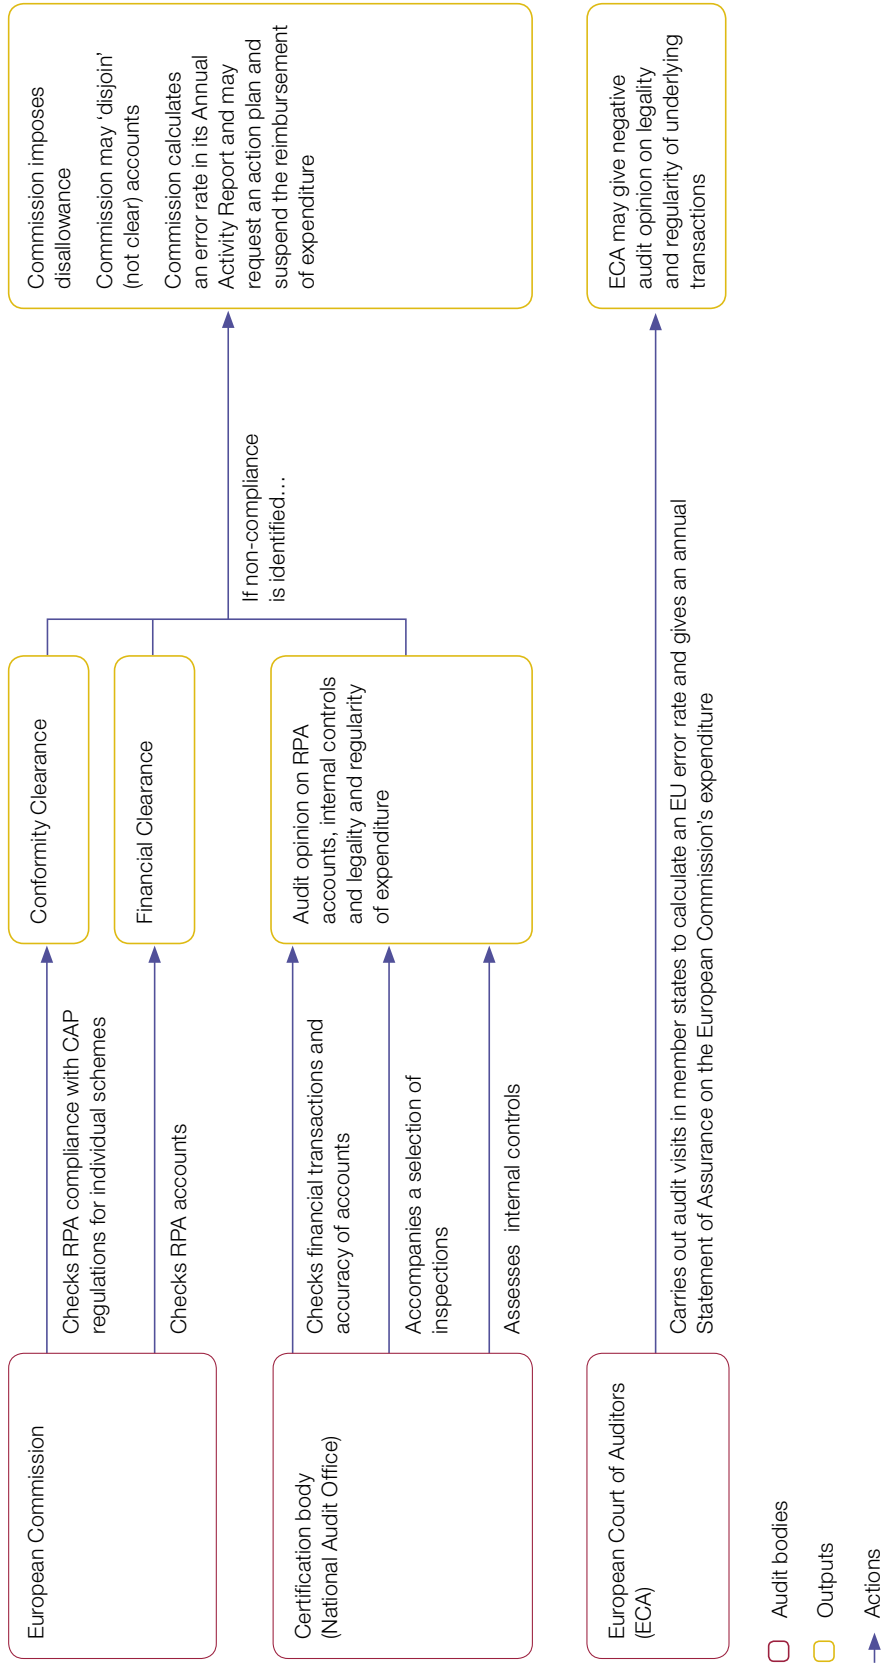 European Commission
Checks RPA compliance with CAP
regulations for individual schemes
Checks RPA accounts
Conformity Clearance
Financial Clearance
Certification body
(National Audit Office)
Checks financial transactions and
accuracy of accounts
Accompanies a selection of
inspections
Assesses internal controls
Audit opinion on RPA
accounts, internal controls
and legality and regularity
of expenditure
If non-compliance
is identified…
Commission imposes
disallowance
Commission may ‘disjoin’
(not clear) accounts
Commission calculates
an error rate in its Annual
Activity Report and may
request an action plan and
suspend the reimbursement
of expenditure
European Court of Auditors
(ECA)
Carries out audit visits in member states to calculate an EU error rate and gives an annual
Statement of Assurance on the European Commission’s expenditure
ECA may give negative
audit opinion on legality
and regularity of underlying
transactions
Audit bodies
Outputs
Actions